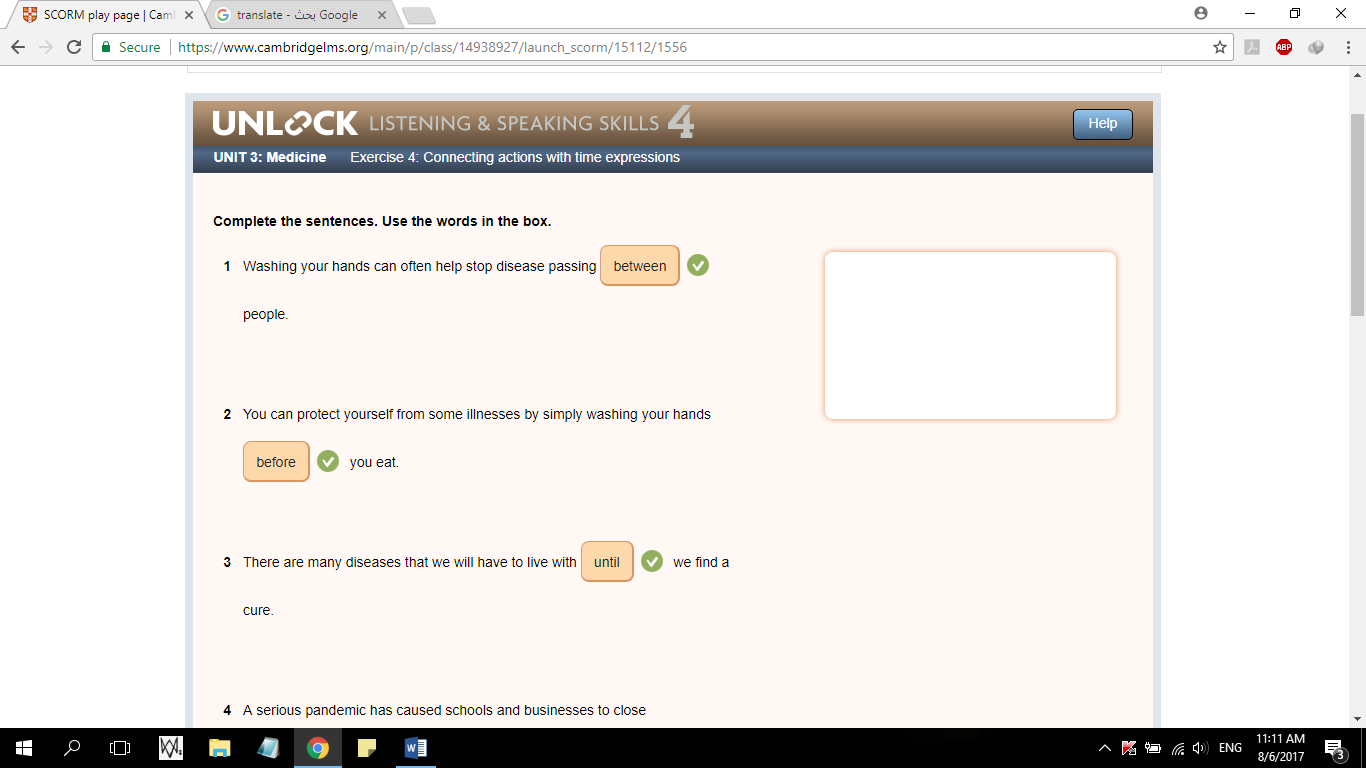 SCORM play page | Cam
translate - بحث Google
Secure https://www.cambridgelms.org/main/p/class/14938927/launch_scorm/15112/1556
ABP
UNLOCK LISTENING & SPEAKING SKILLS 4
Help
UNIT 3: Medicine Exercise 4: Connecting actions with time expressions
Complete the sentences. Use the words in the box.
1 Washing your hands can often help stop disease passing between
people.
2 You can protect yourself from some illnesses by simply washing your hands
before you eat.
3 There are many diseases that we will have to live with until we find a
cure.
4 A serious pandemic has caused schools and businesses to close
ENG
11:11 AM
8/6/2017
3